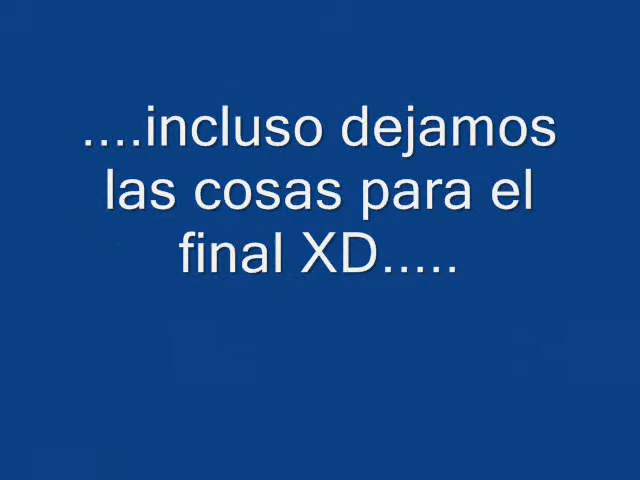 ....incluso dejamos
las cosas para el
final XD.....